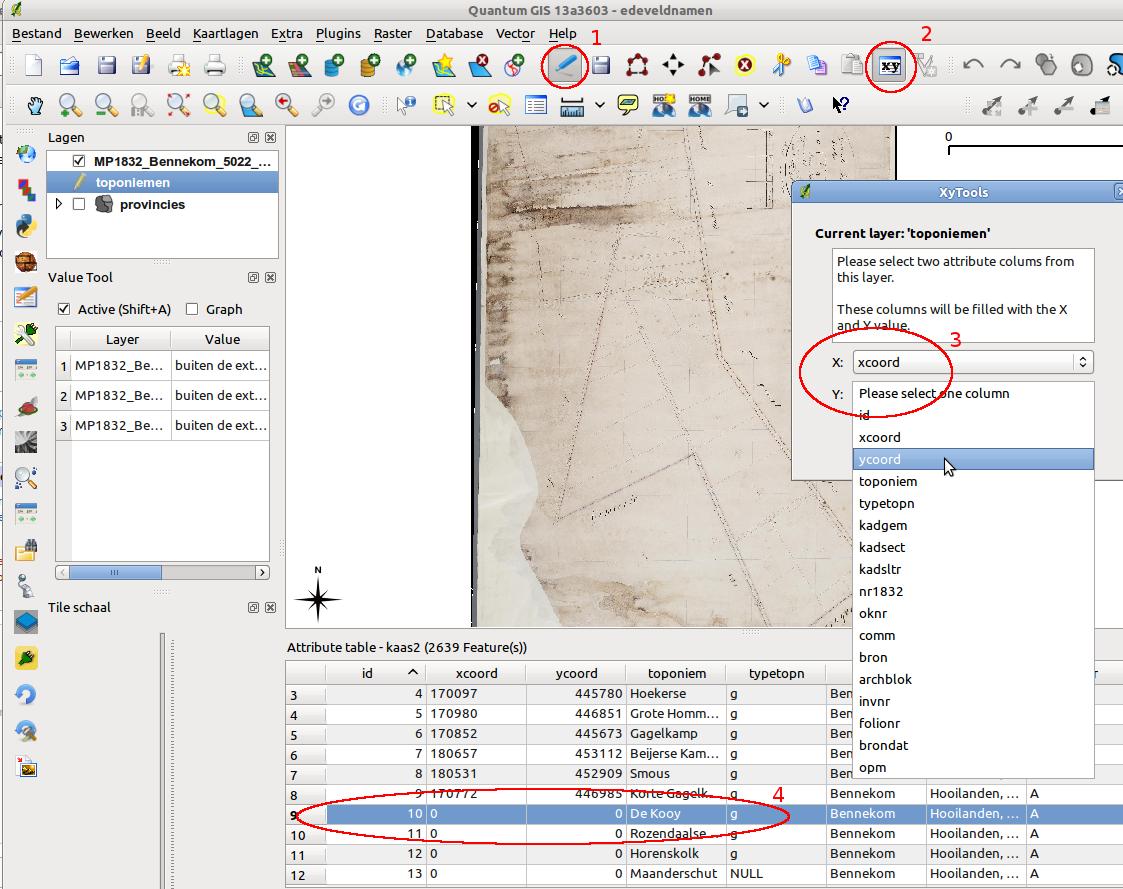 Quantum GIS 13a3603 - edeveldnamen
Bestand Bewerken Beeld Kaartlagen Extra Plugins Raster Database Vector Help
1
2
xy
HOME
HOME
Lagen
MP1832_Bennekom_5022_...
toponiemen
provincies
Value Tool
Active (Shift+A) Graph
Layer Value
1 MP1832_Be... buiten de ext...
2 MP1832_Be... buiten de ext...
3 MP1832_Be... buiten de ext...
Tile schaal
N
0
XyTools
Current layer: 'toponiemen'
Please select two attribute colums from
this layer.
These columns will be filled with the X
and Y value.
3
X: xcoord
Y: Please select one column
id
xcoord
ycoord
toponiem
typetopn
kadgem
kadsect
kadsltr
nr1832
oknr
comm
bron
archblok
invnr
folionr
brondat
opm
Attribute table - kaas2 (2639 Feature(s))
id xcoord ycoord toponiem typetopn r
3 4 170097 445780 Hoekerse g Benn
4 5 170980 446851 Grote Homm... g Benn
5 6 170852 445673 Gagelkamp g Benn
6 7 180657 453112 Beijerse Kam... g Benn
7 8 180531 452909 Smous g Benn
8 9 170772 446985 Korte Gagelk... g Bennekom Hooilanden, ... A
4
9 10 0 0 De Kooy g Bennekom Hooilanden, ... A
10 11 0 0 Rozendaalse ... g Bennekom Hooilanden, ... A
11 12 0 0 Horenskolk g Bennekom Hooilanden, ... A
12 13 0 0 Maanderschut NULL Bennekom Hooilanden, ... A